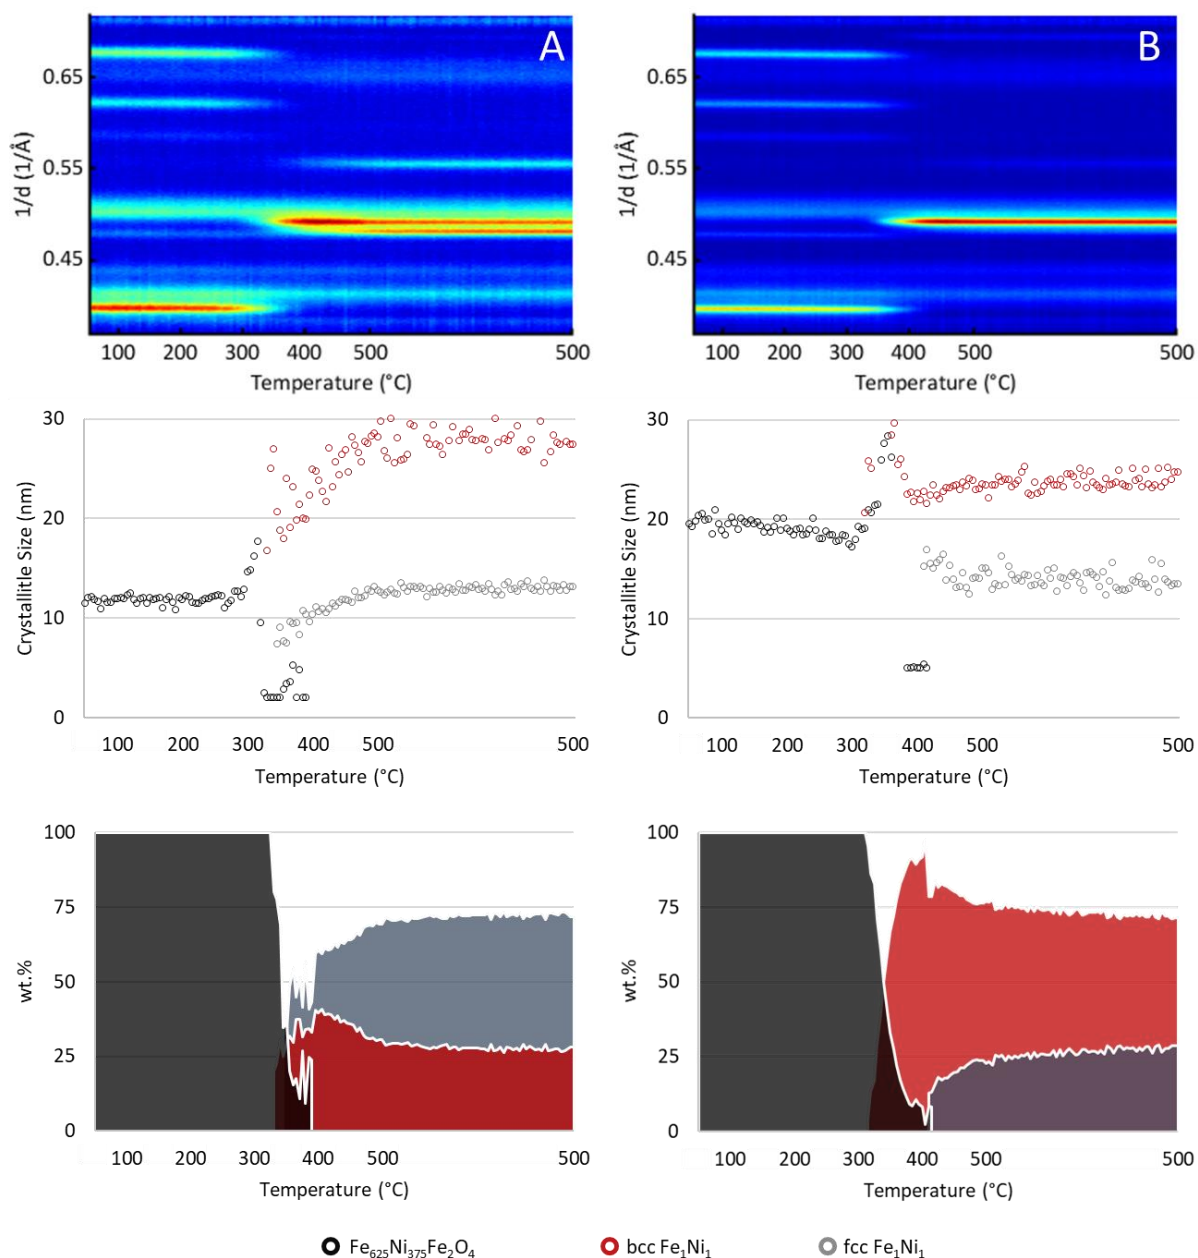 A
B
1/d (1/Å)
0.65
0.55
0.45
100 200 300 400 500 500
Temperature (°C)
1/d (1/Å)
0.65
0.55
0.45
100 200 300 400 500 500
Temperature (°C)
Crystallitle Size (nm)
30
20
10
0
100 200 300 400 500 500
Temperature (°C)
Crystallitle Size (nm)
30
20
10
0
100 200 300 400 500 500
Temperature (°C)
wt.%
100
75
50
25
0
100 200 300 400 500 500
Temperature (°C)
wt.%
100
75
50
25
0
100 200 300 400 500 500
Temperature (°C)
Fe₆₂₅Ni₃₇₅Fe₂O₄ bcc Fe₁Ni₁ fcc Fe₁Ni₁